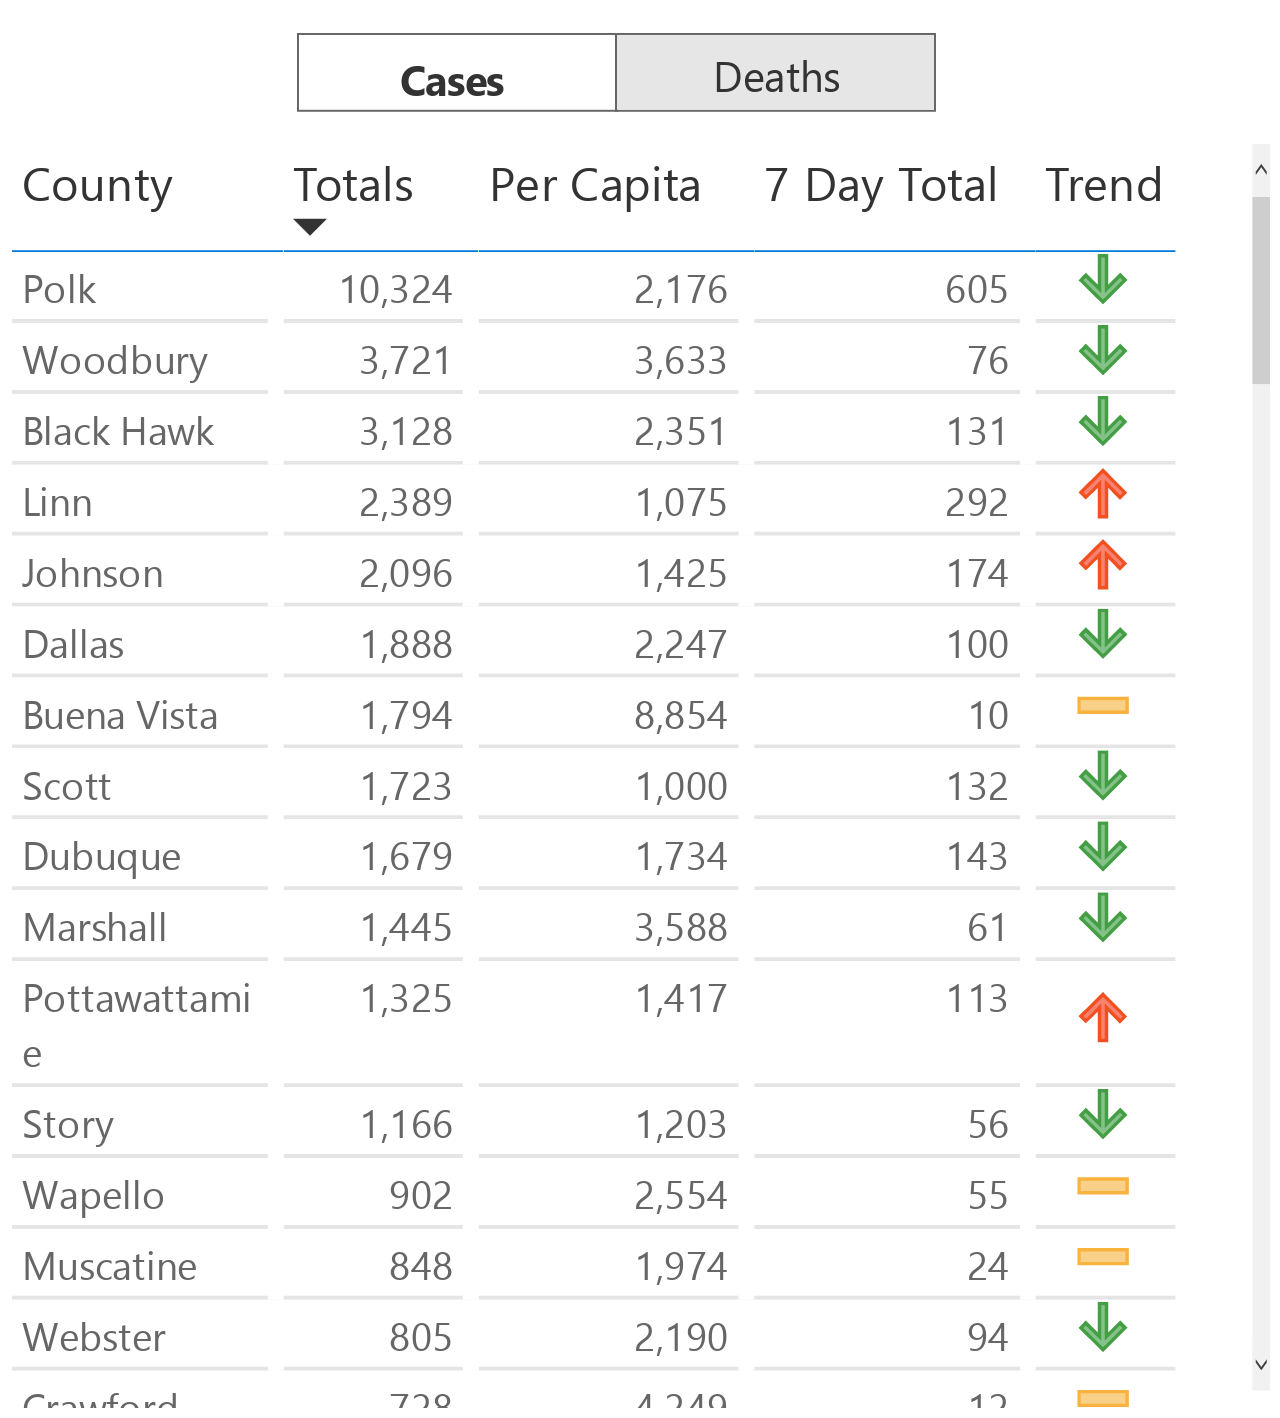 Cases Deaths
County Totals Per Capita 7 Day Total Trend
Polk 10,324 2,176 605
Woodbury 3,721 3,633 76
Black Hawk 3,128 2,351 131
Linn 2,389 1,075 292
Johnson 2,096 1,425 174
Dallas 1,888 2,247 100
Buena Vista 1,794 8,854 10
Scott 1,723 1,000 132
Dubuque 1,679 1,734 143
Marshall 1,445 3,588 61
Pottawattami 1,325 1,417 113
e
Story 1,166 1,203 56
Wapello 902 2,554 55
Muscatine 848 1,974 24
Webster 805 2,190 94
Crawford 728 4,249 12